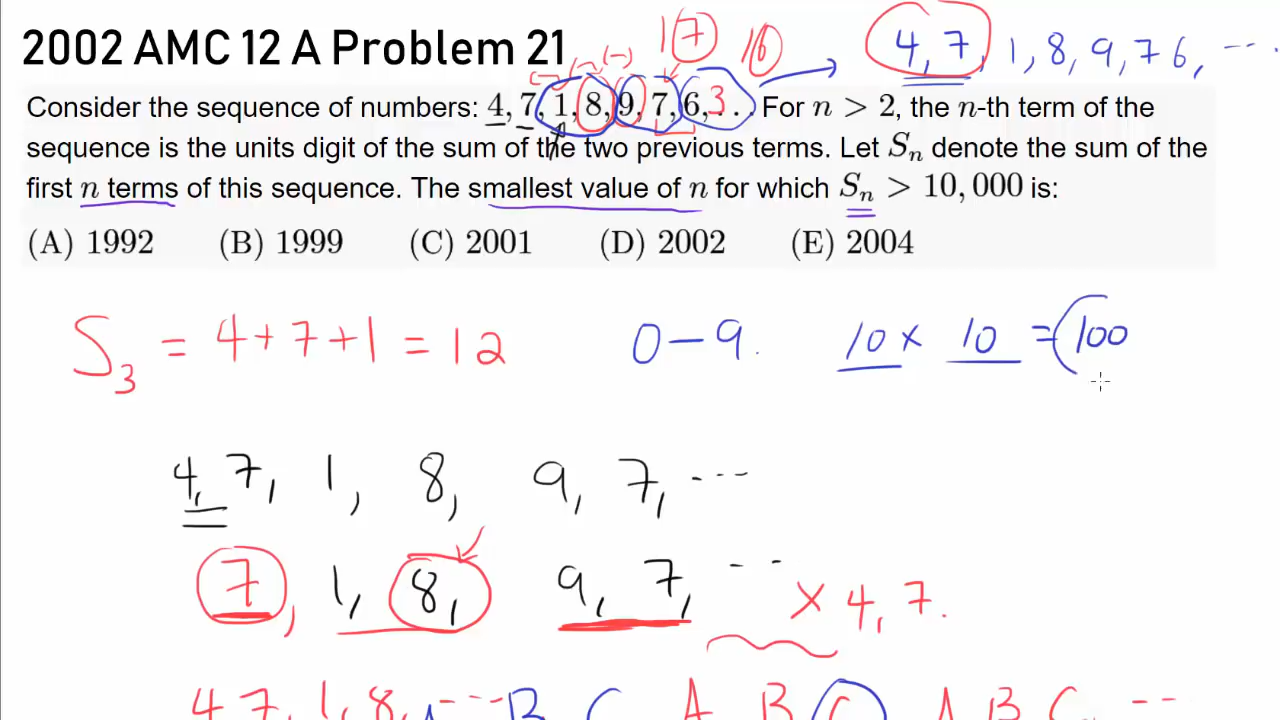 2002 AMC 12 A Problem 21
17 16 4, 7, 1, 8, 9, 7 6, ...
(-) (-) (-)
Consider the sequence of numbers: 4, 7, 1, 8, 9, 7, 6, 3... For n > 2, the n-th term of the
sequence is the units digit of the sum of the two previous terms. Let Sn denote the sum of the
first n terms of this sequence. The smallest value of n for which Sn > 10,000 is:
(A) 1992 (B) 1999 (C) 2001 (D) 2002 (E) 2004
S3 = 4+7+1 = 12 0-9. 10 × 10 = 100
4, 7, 1, 8, 9, 7, ...
7, 1, 8, 9, 7, ... × 4, 7.
4 7, 1, 8, ... B C A B C A B C, ...